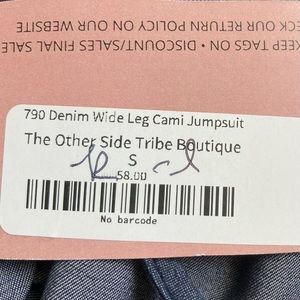 ECK OUR RETURN POLICY ON OUR WEBSITE
KEEP TAGS ON • DISCOUNT/SALES FINAL SALE
790 Denim Wide Leg Cami Jumpsuit
The Other Side Tribe Boutique
S
58.00
No barcode